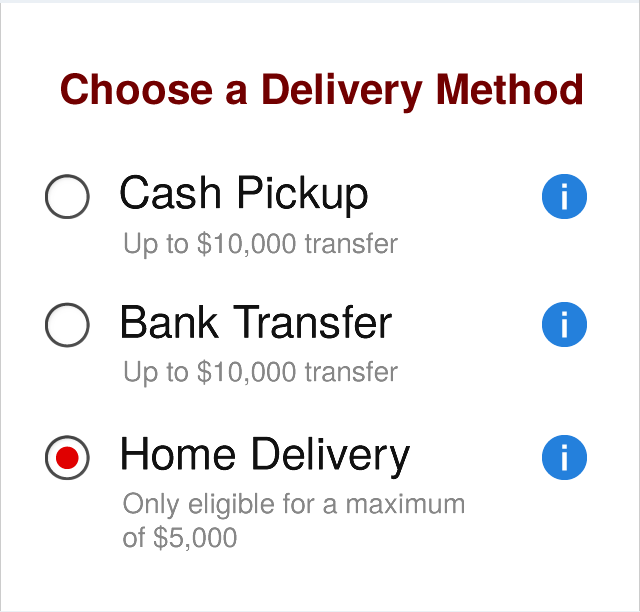 Choose a Delivery Method
Cash Pickup
i
Up to $10,000 transfer
Bank Transfer
i
Up to $10,000 transfer
Home Delivery
i
Only eligible for a maximum
of $5,000